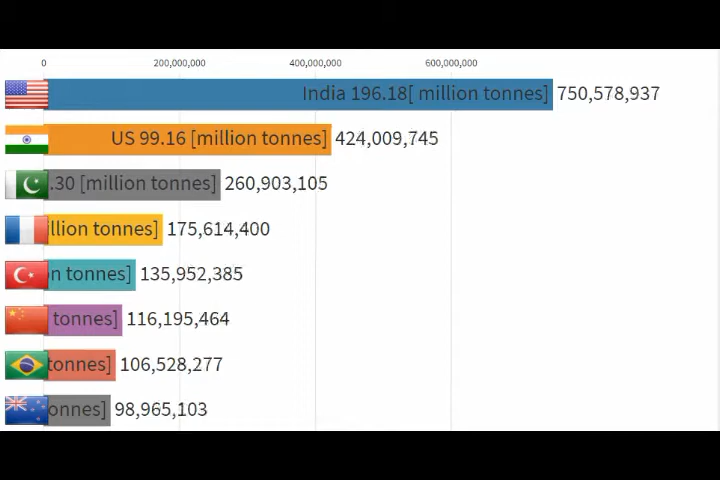 0 200,000,000 400,000,000 600,000,000
India 196.18[ million tonnes] 750,578,937
US 99.16 [million tonnes] 424,009,745
.30 [million tonnes] 260,903,105
llion tonnes] 175,614,400
n tonnes] 135,952,385
tonnes] 116,195,464
tonnes] 106,528,277
onnes] 98,965,103